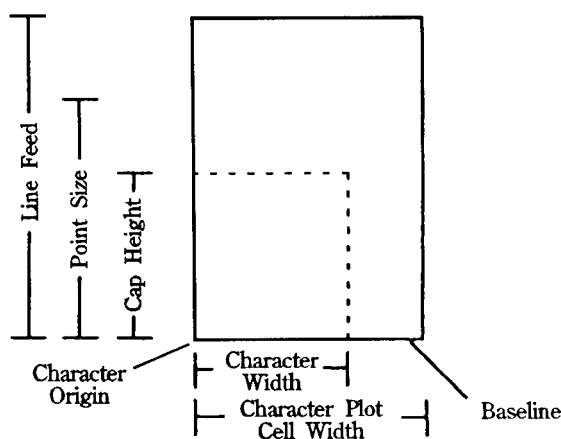 Line Feed
Point Size
Cap Height
Character
Origin
Character
Width
Character Plot
Cell Width
Baseline